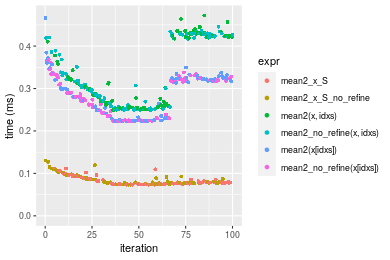 expr
mean2_x_S
mean2_x_S_no_refine
mean2(x, idxs)
mean2_no_refine(x, idxs)
mean2(x[idxs])
mean2_no_refine(x[idxs])
time (ms)
0.4
0.3
0.2
0.1
0.0
0
25
50
75
100
iteration